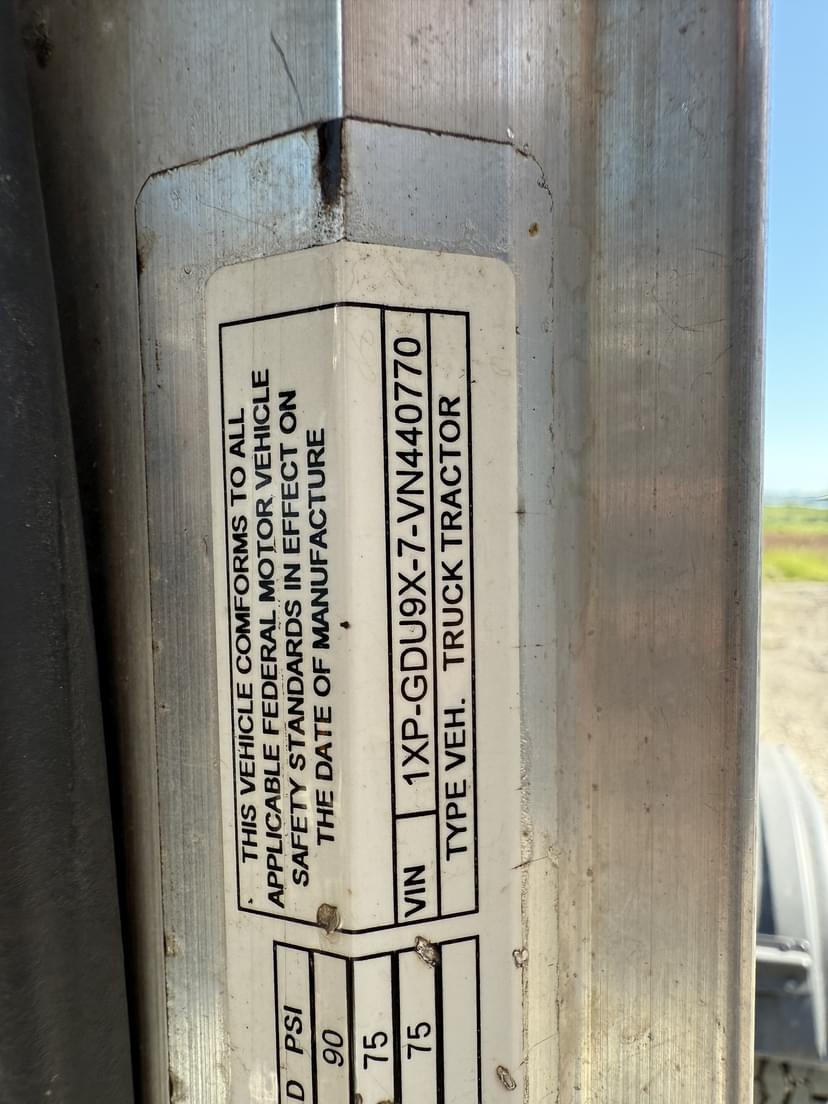 THIS VEHICLE COMFORMS TO ALL
APPLICABLE FEDERAL MOTOR VEHICLE
SAFETY STANDARDS IN EFFECT ON
THE DATE OF MANUFACTURE
VIN 1XP-GDU9X-7-VN440770
TYPE VEH. TRUCK TRACTOR
D PSI
90
75
75